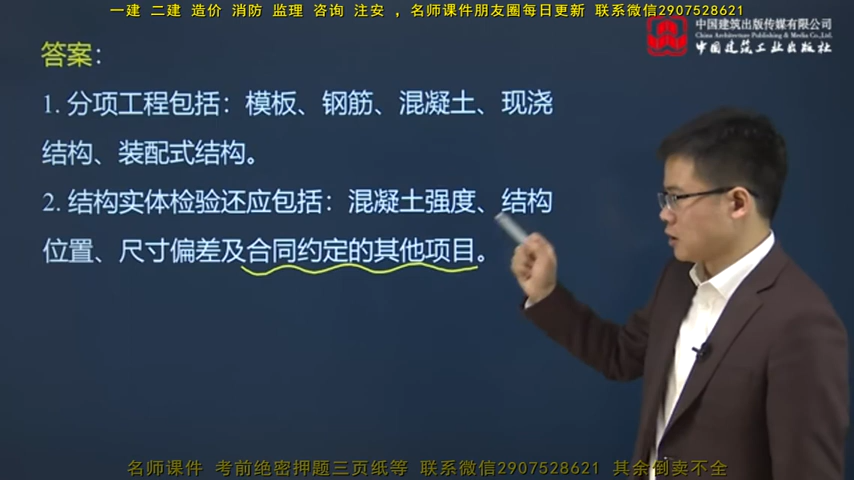 一建 二建 造价 消防 监理 咨询 注安 ，名师课件朋友圈每日更新 联系微信2907528621
中国建筑出版传媒有限公司
China Architecture Publishing & Media Co.,Ltd.
中国建筑工业出版社
答案：
1. 分项工程包括：模板、钢筋、混凝土、现浇
结构、装配式结构。
2. 结构实体检验还应包括：混凝土强度、结构
位置、尺寸偏差及合同约定的其他项目。
名师课件 考前绝密押题三页纸等 联系微信2907528621 其余倒卖不全